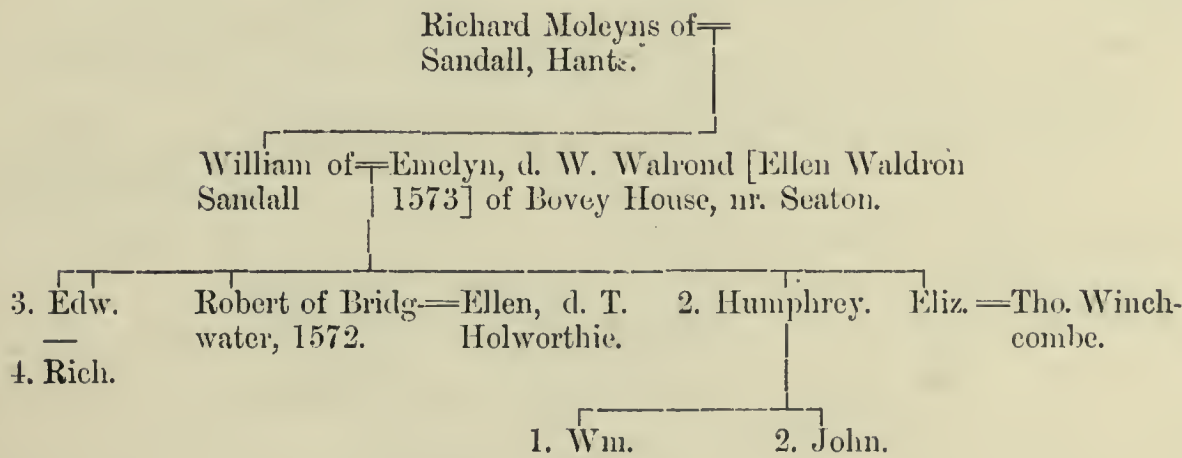 Richard Moleyns of
Sandall, Hants.
William of
Sandall
Emelyn, d. W. Walrond [Ellen Waldron
1573] of Bovey House, nr. Seaton.
3. Edw.
4. Rich.
Robert of Bridg-
water, 1572.
Ellen, d. T.
Holworthie.
2. Humphrey.
Eliz.
Tho. Winch-
combe.
1. Wm.
2. John.